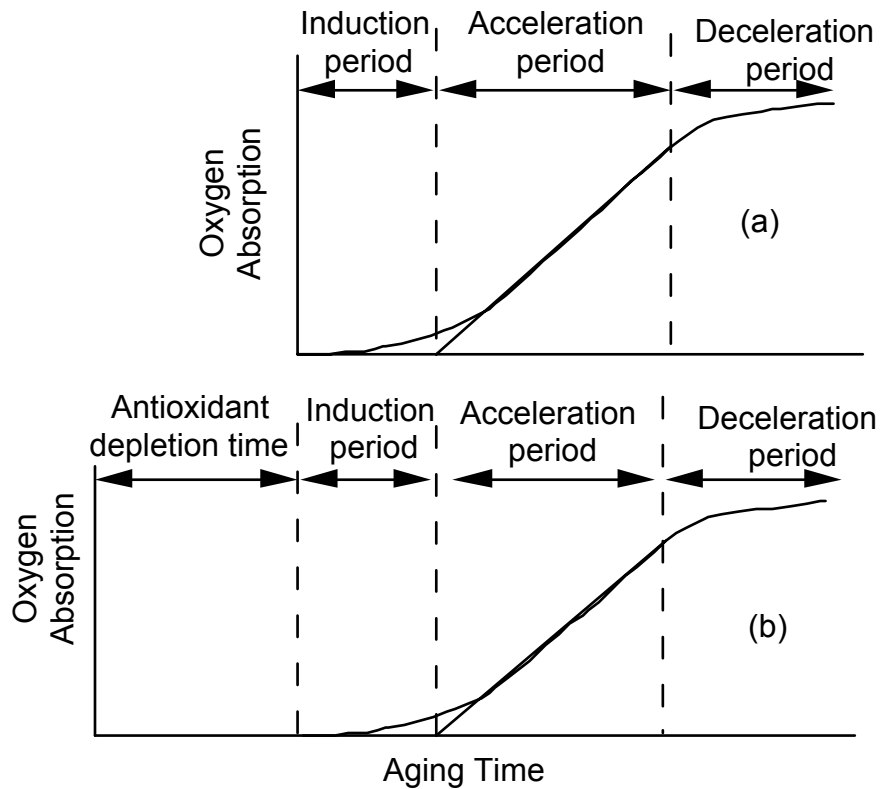 Induction
period
Acceleration
period
Deceleration
period
Oxygen
Absorption
(a)
Antioxidant
depletion time
Induction
period
Acceleration
period
Deceleration
period
Oxygen
Absorption
(b)
Aging Time